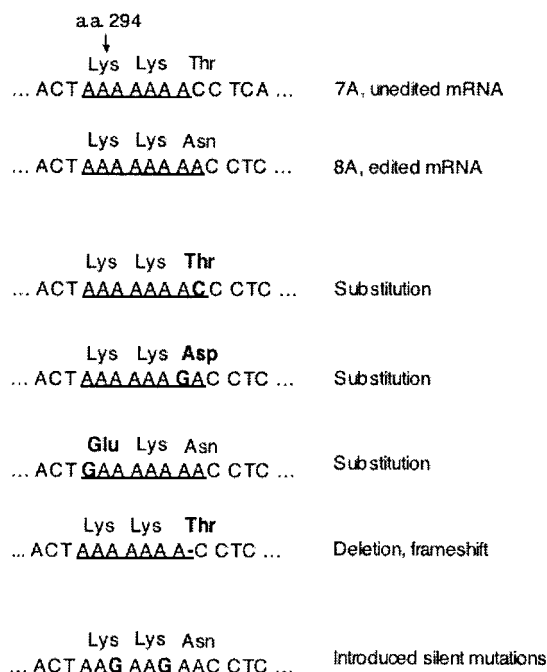 a.a. 294
↓
Lys Lys Thr
... ACT AAA AAA ACC TCA ... 7A, unedited mRNA
Lys Lys Asn
... ACT AAA AAA AAC CTC ... 8A, edited mRNA
Lys Lys Thr
... ACT AAA AAA ACC CTC ... Substitution
Lys Lys Asp
... ACT AAA AAA GAC CTC ... Substitution
Glu Lys Asn
... ACT GAA AAA AAC CTC ... Substitution
Lys Lys Thr
... ACT AAA AAA A-C CTC ... Deletion, frameshift
Lys Lys Asn
... ACT AAG AAG AAC CTC ... Introduced silent mutations